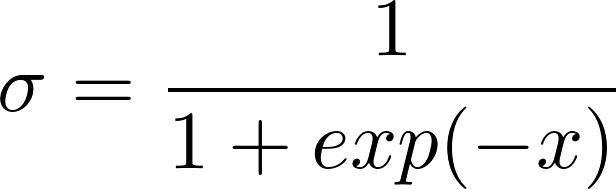 σ = 1 / (1 + exp(−x))